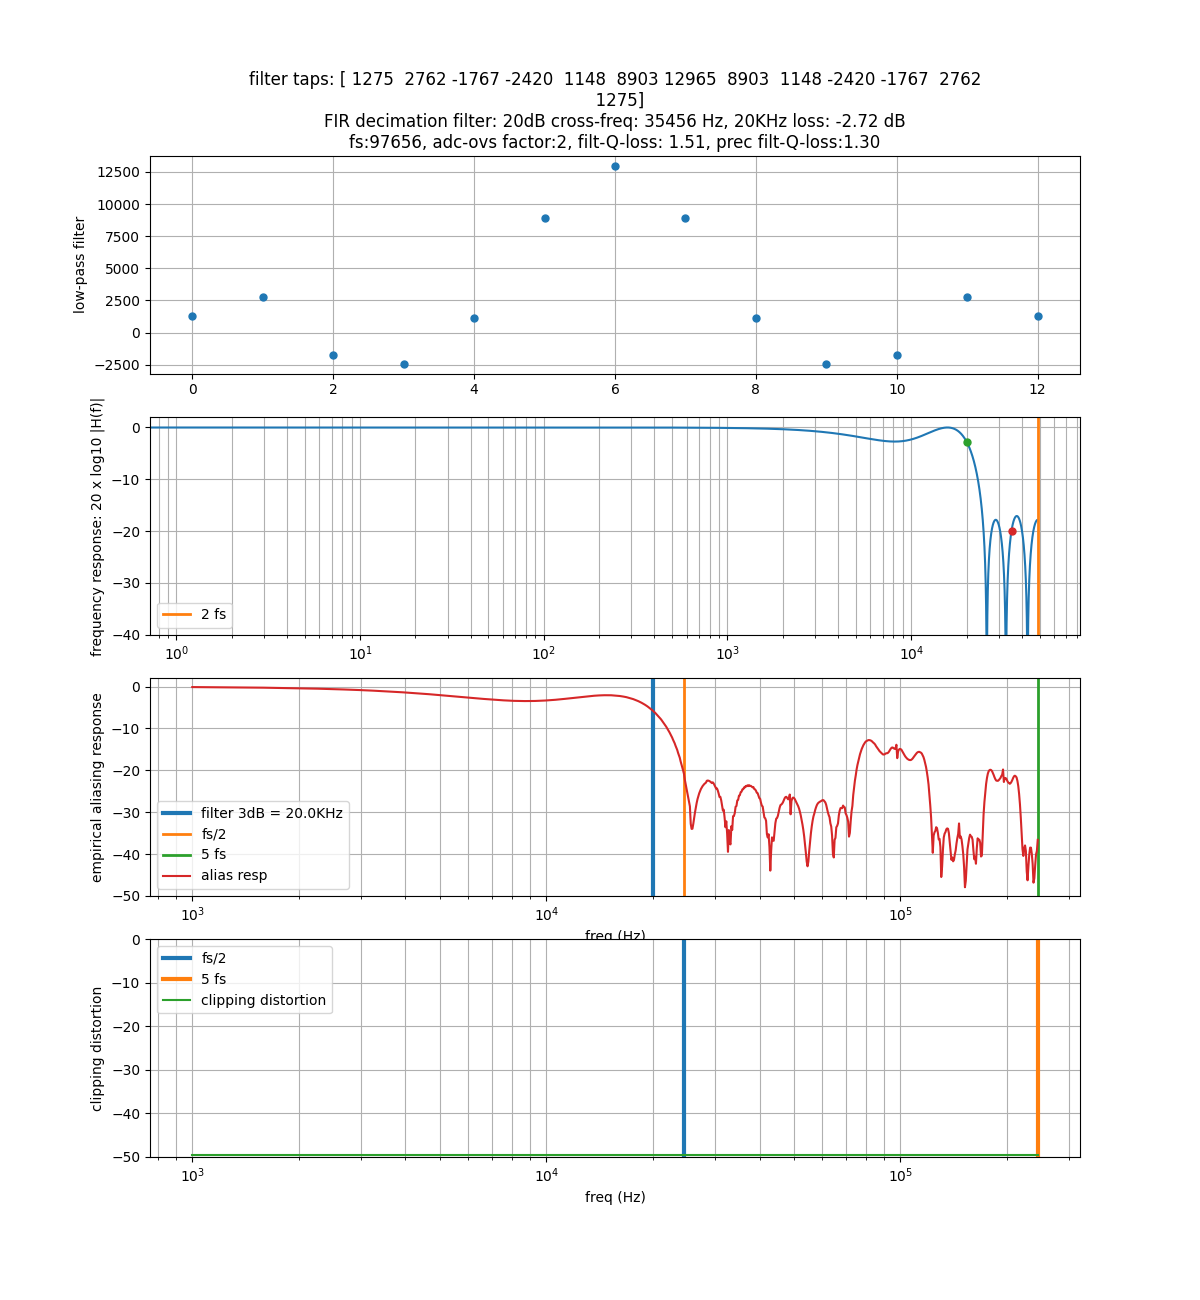 filter taps: [ 1275  2762 -1767 -2420  1148  8903 12965  8903  1148 -2420 -1767  2762
1275]
FIR decimation filter: 20dB cross-freq: 35456 Hz, 20KHz loss: -2.72 dB
fs:97656, adc-ovs factor:2, filt-Q-loss: 1.51, prec filt-Q-loss:1.30
low-pass filter
12500
10000
7500
5000
2500
0
−2500
0 2 4 6 8 10 12
frequency response: 20 x log10 |H(f)|
0
−10
−20
−30
−40
2 fs
10⁰ 10¹ 10² 10³ 10⁴
empirical aliasing response
0
−10
−20
−30
−40
−50
filter 3dB = 20.0KHz
fs/2
5 fs
alias resp
10³ 10⁴ 10⁵
freq (Hz)
clipping distortion
0
−10
−20
−30
−40
−50
fs/2
5 fs
clipping distortion
10³ 10⁴ 10⁵
freq (Hz)